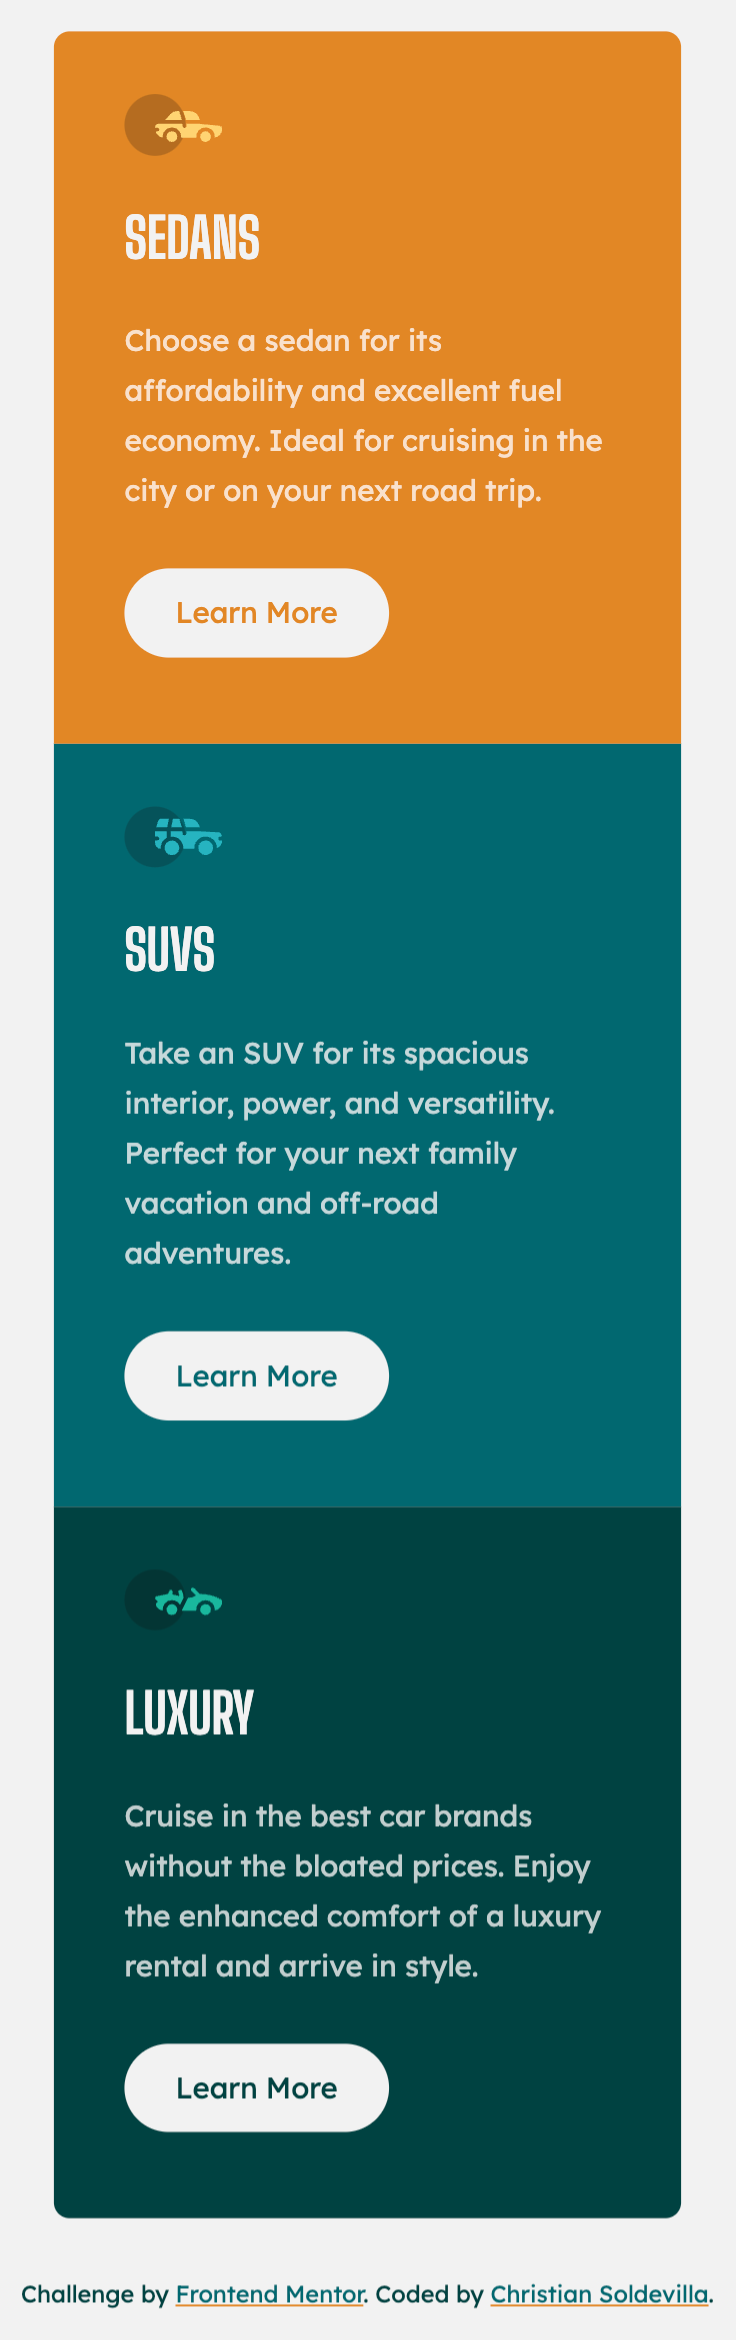 SEDANS
Choose a sedan for its
affordability and excellent fuel
economy. Ideal for cruising in the
city or on your next road trip.
Learn More
SUVS
Take an SUV for its spacious
interior, power, and versatility.
Perfect for your next family
vacation and off-road
adventures.
Learn More
LUXURY
Cruise in the best car brands
without the bloated prices. Enjoy
the enhanced comfort of a luxury
rental and arrive in style.
Learn More
Challenge by Frontend Mentor. Coded by Christian Soldevilla.